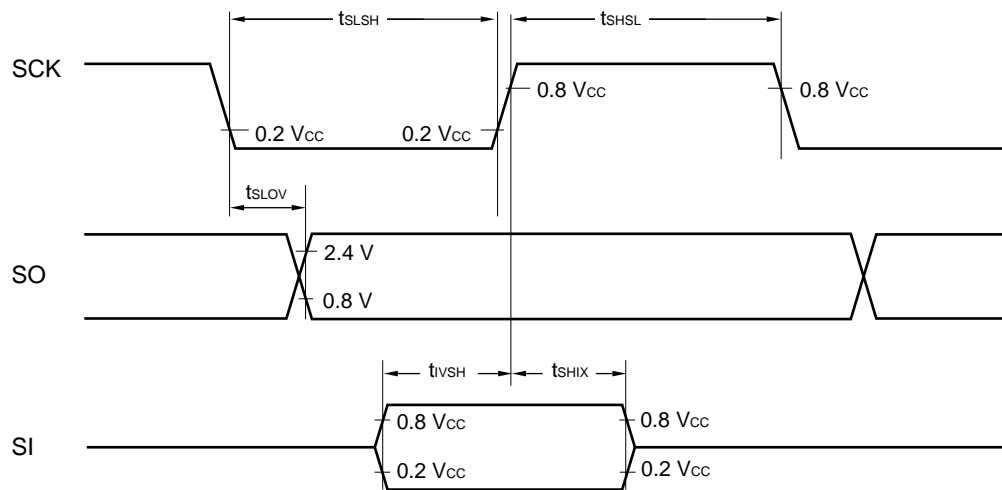 tSLSH tSHSL
SCK
0.8 VCC 0.8 VCC
0.2 VCC 0.2 VCC
tSLOV
SO
2.4 V
0.8 V
tIVSH tSHIX
0.8 VCC 0.8 VCC
SI
0.2 VCC 0.2 VCC